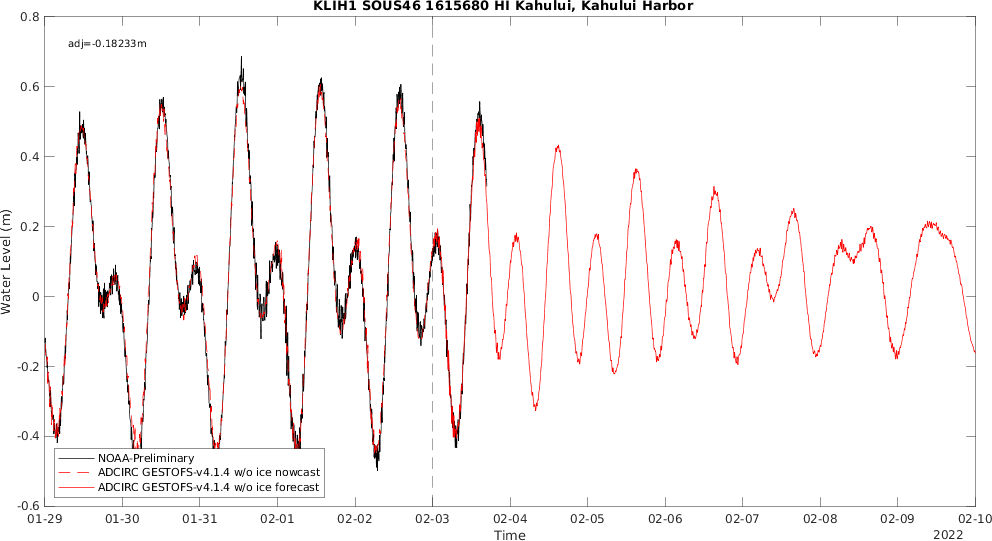 KLIH1 SOUS46 1615680 HI Kahului, Kahului Harbor
adj=-0.18233m
0.8
0.6
0.4
0.2
0
-0.2
-0.4
-0.6
Water Level (m)
NOAA-Preliminary
ADCIRC GESTOFS-v4.1.4 w/o ice nowcast
ADCIRC GESTOFS-v4.1.4 w/o ice forecast
01-29 01-30 01-31 02-01 02-02 02-03 02-04 02-05 02-06 02-07 02-08 02-09 02-10
Time
2022